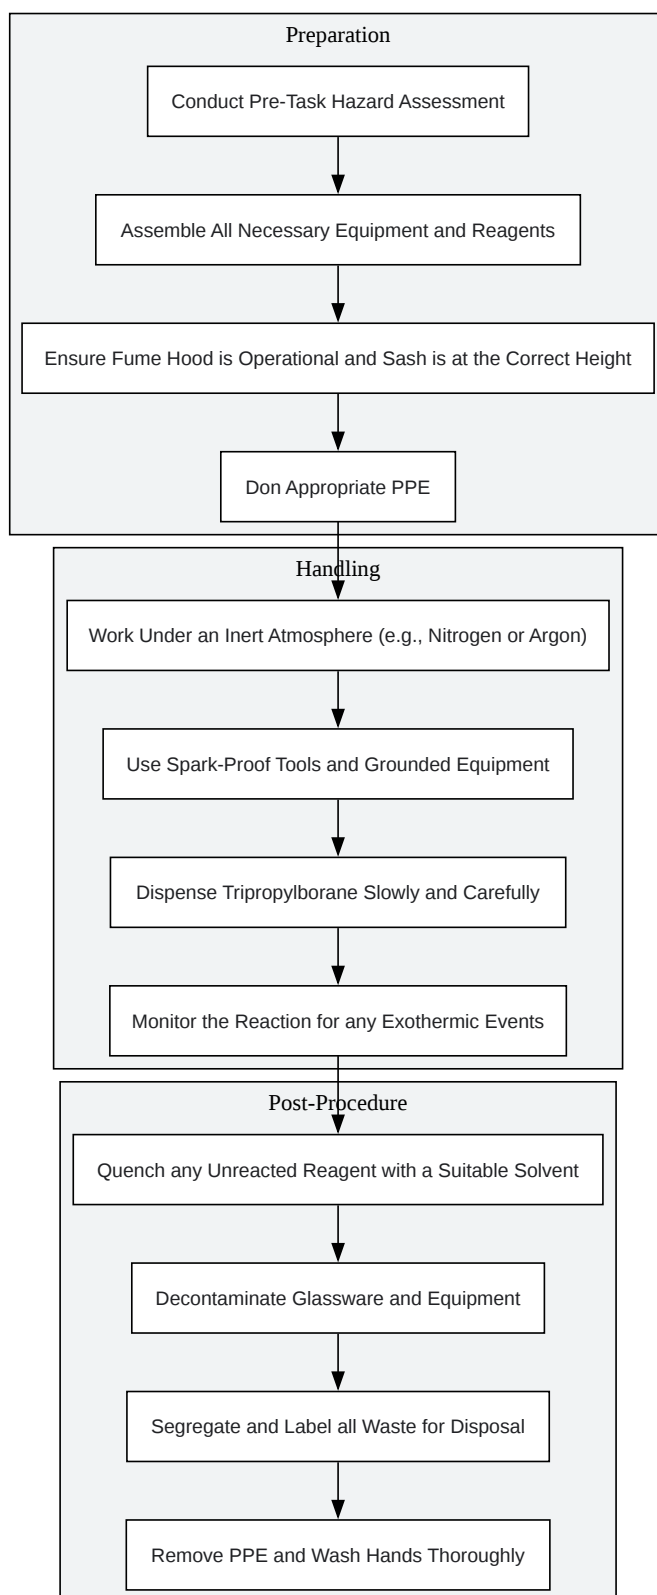 Preparation
Conduct Pre-Task Hazard Assessment
Assemble All Necessary Equipment and Reagents
Ensure Fume Hood is Operational and Sash is at the Correct Height
Don Appropriate PPE
Handling
Work Under an Inert Atmosphere (e.g., Nitrogen or Argon)
Use Spark-Proof Tools and Grounded Equipment
Dispense Tripropylborane Slowly and Carefully
Monitor the Reaction for any Exothermic Events
Post-Procedure
Quench any Unreacted Reagent with a Suitable Solvent
Decontaminate Glassware and Equipment
Segregate and Label all Waste for Disposal
Remove PPE and Wash Hands Thoroughly